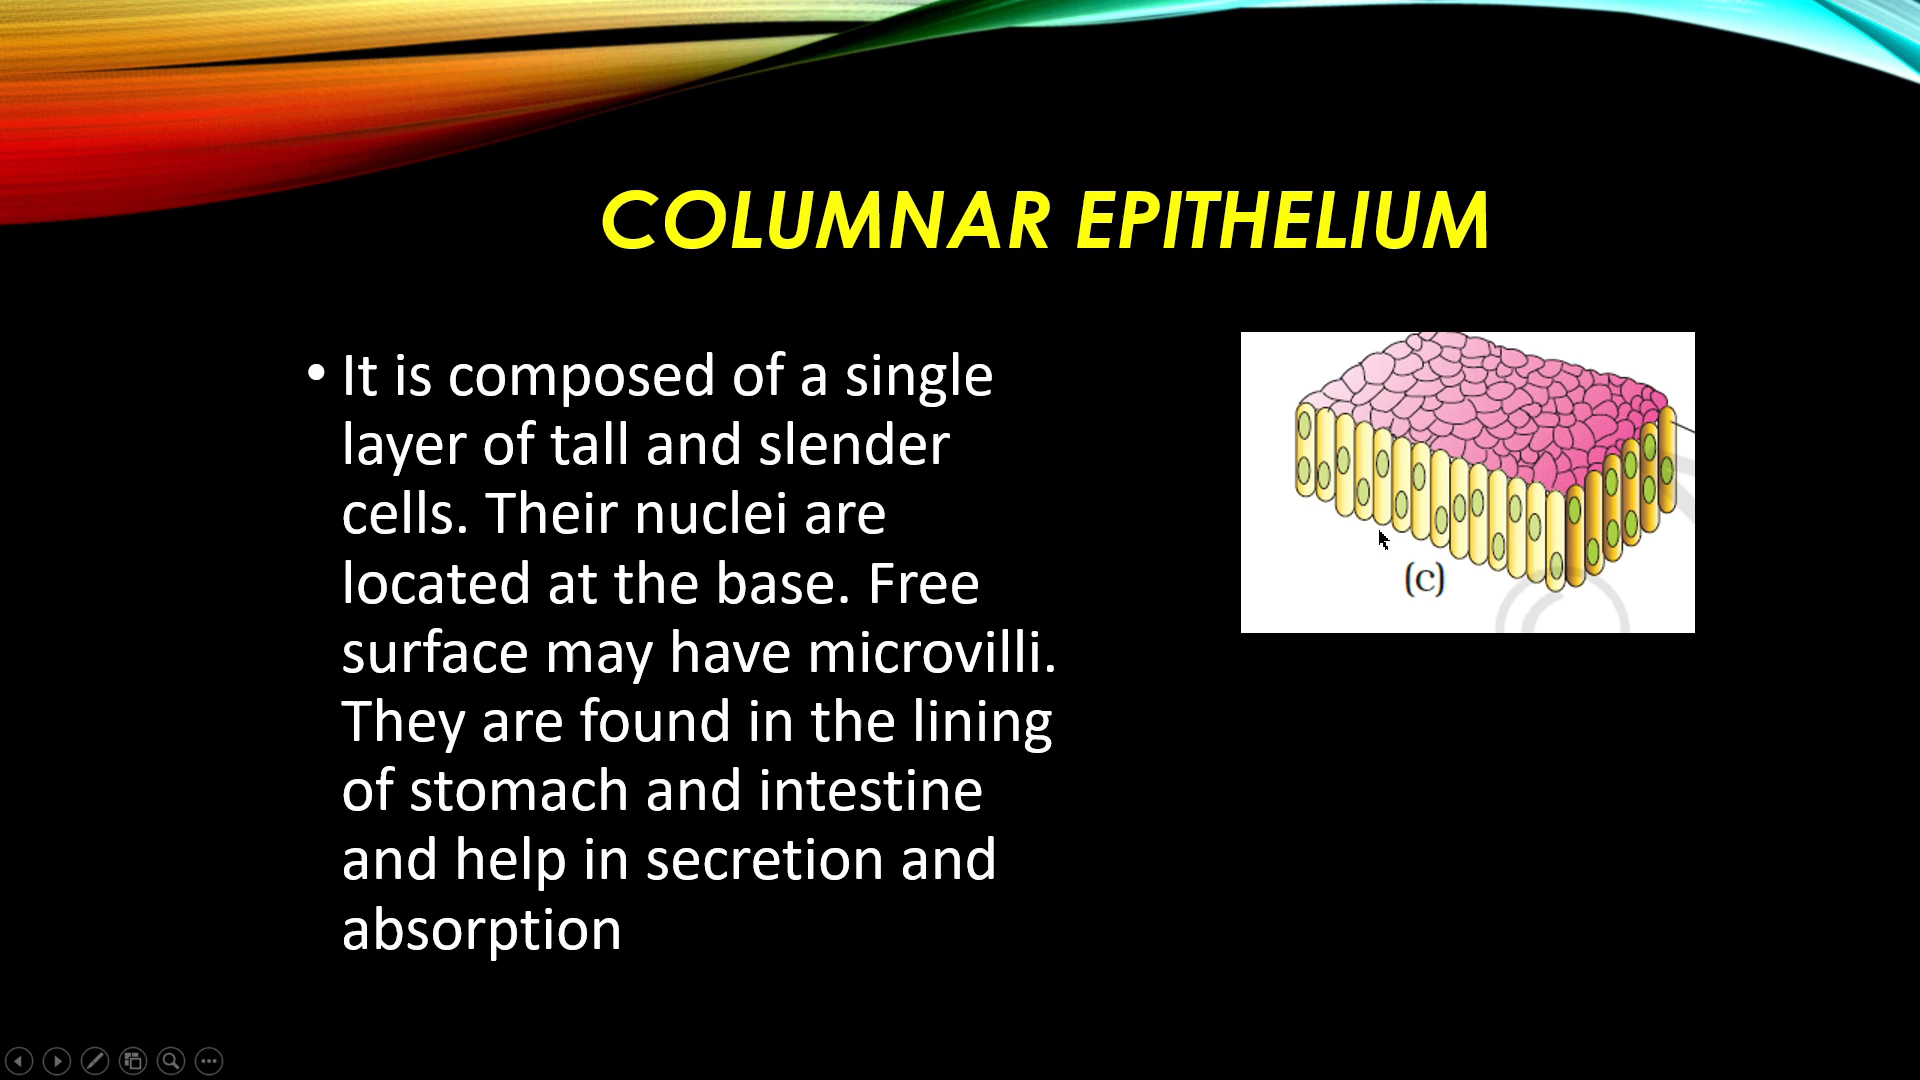 COLUMNAR EPITHELIUM
• It is composed of a single
layer of tall and slender
cells. Their nuclei are
located at the base. Free
surface may have microvilli.
They are found in the lining
of stomach and intestine
and help in secretion and
absorption
(c)